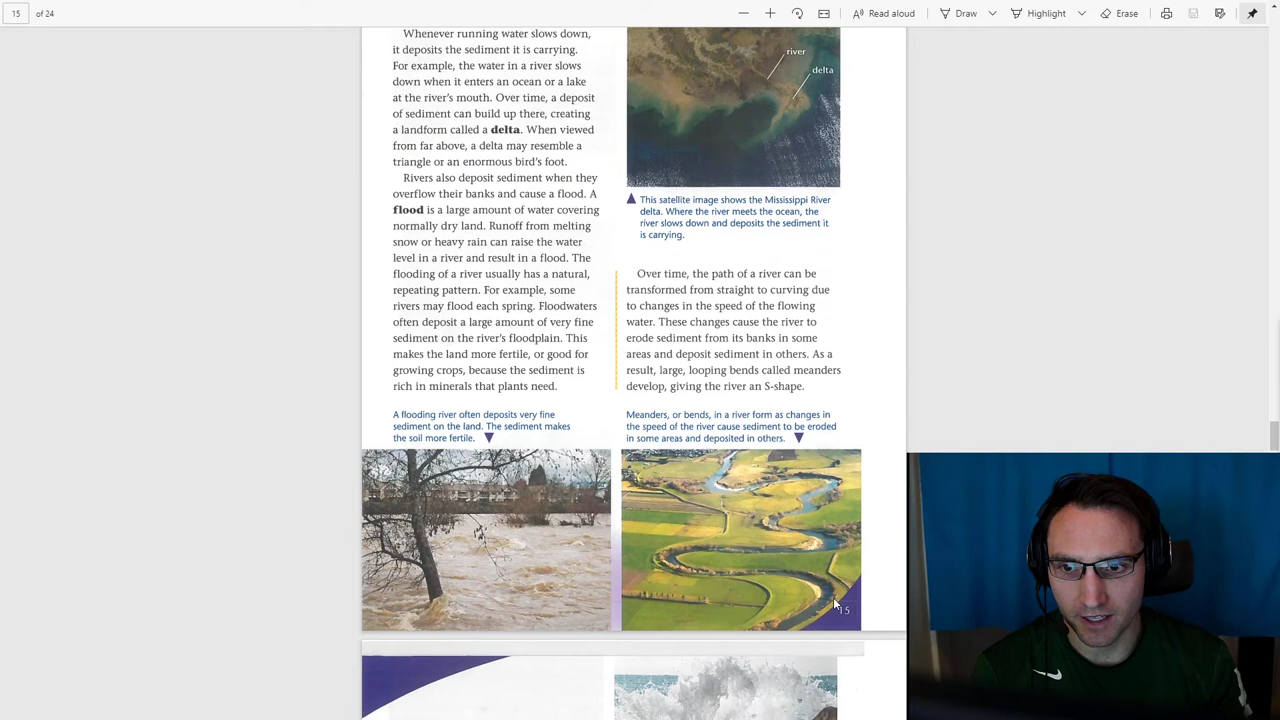 15
of 24
Read aloud
Draw
Highlight
Erase
Whenever running water slows down,
it deposits the sediment it is carrying.
For example, the water in a river slows
down when it enters an ocean or a lake
at the river's mouth. Over time, a deposit
of sediment can build up there, creating
a landform called a delta. When viewed
from far above, a delta may resemble a
triangle or an enormous bird's foot.
Rivers also deposit sediment when they
overflow their banks and cause a flood. A
flood is a large amount of water covering
normally dry land. Runoff from melting
snow or heavy rain can raise the water
level in a river and result in a flood. The
flooding of a river usually has a natural,
repeating pattern. For example, some
rivers may flood each spring. Floodwaters
often deposit a large amount of very fine
sediment on the river's floodplain. This
makes the land more fertile, or good for
growing crops, because the sediment is
rich in minerals that plants need.
A flooding river often deposits very fine
sediment on the land. The sediment makes
the soil more fertile.
river
delta
This satellite image shows the Mississippi River
delta. Where the river meets the ocean, the
river slows down and deposits the sediment it
is carrying.
Over time, the path of a river can be
transformed from straight to curving due
to changes in the speed of the flowing
water. These changes cause the river to
erode sediment from its banks in some
areas and deposit sediment in others. As a
result, large, looping bends called meanders
develop, giving the river an S-shape.
Meanders, or bends, in a river form as changes in
the speed of the river cause sediment to be eroded
in some areas and deposited in others.
15